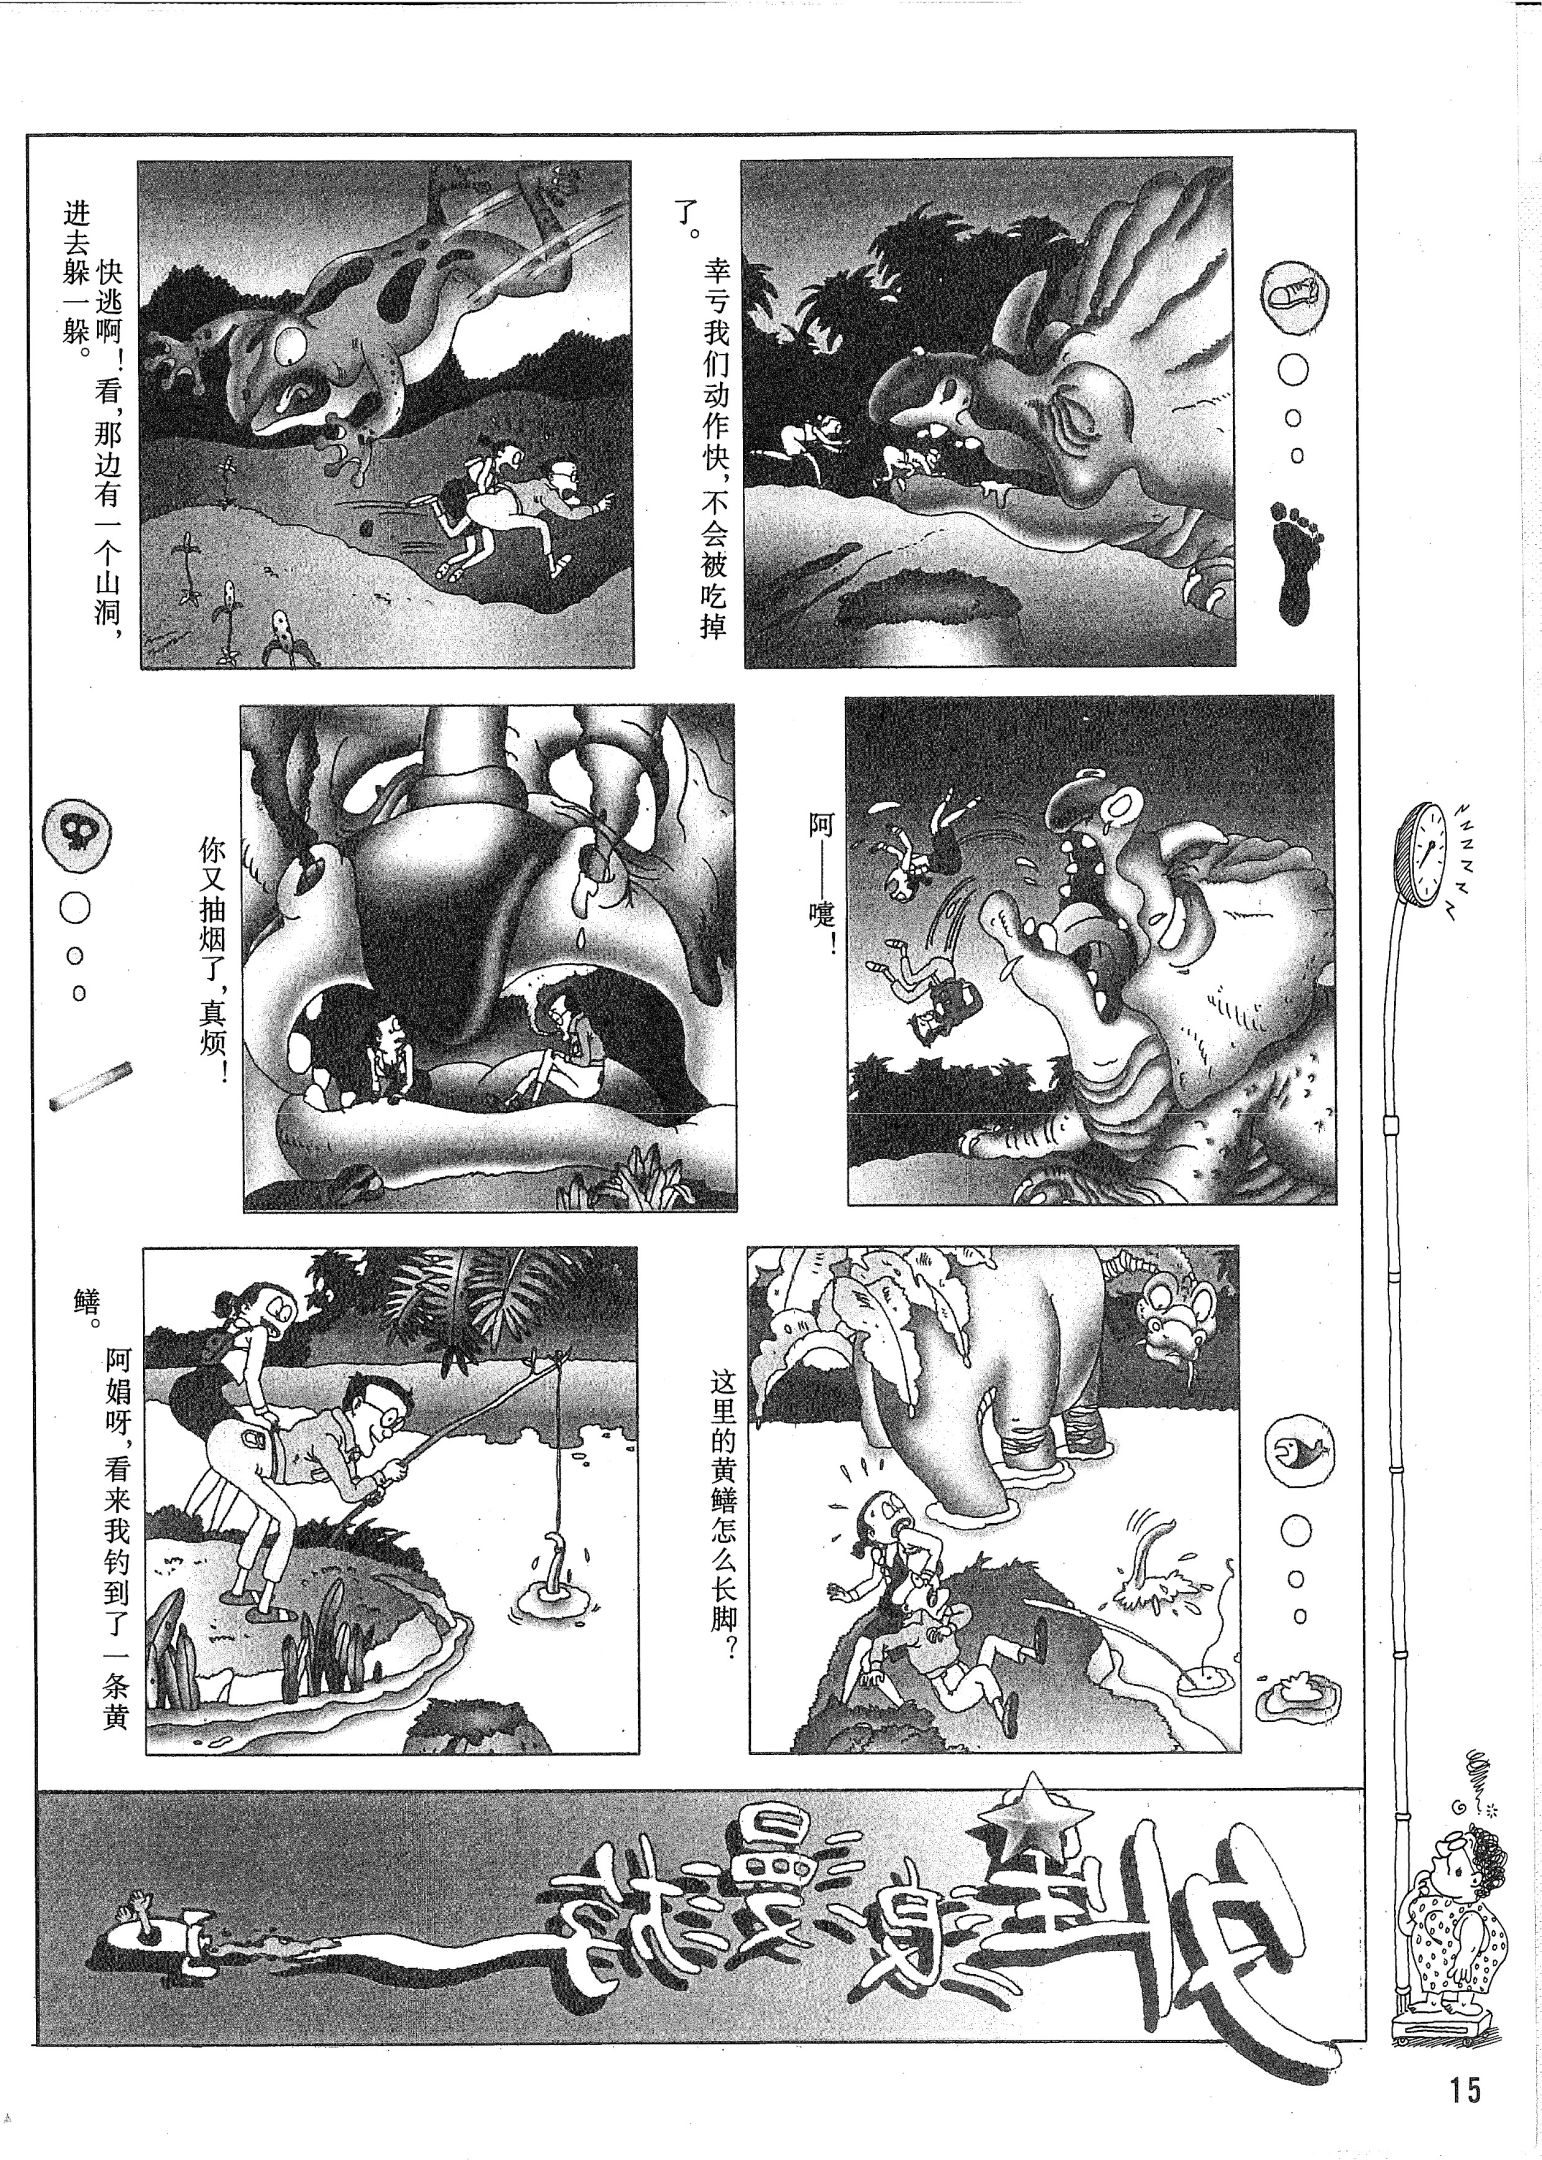 快逃啊！看，那边有一个山洞，
进去躲一躲。
幸亏我们动作快，不会被吃掉
了。
你又抽烟了，真烦！
阿——嚏！
阿娟呀，看来我钓到了一条黄
鳝。
这里的黄鳝怎么长脚？
15